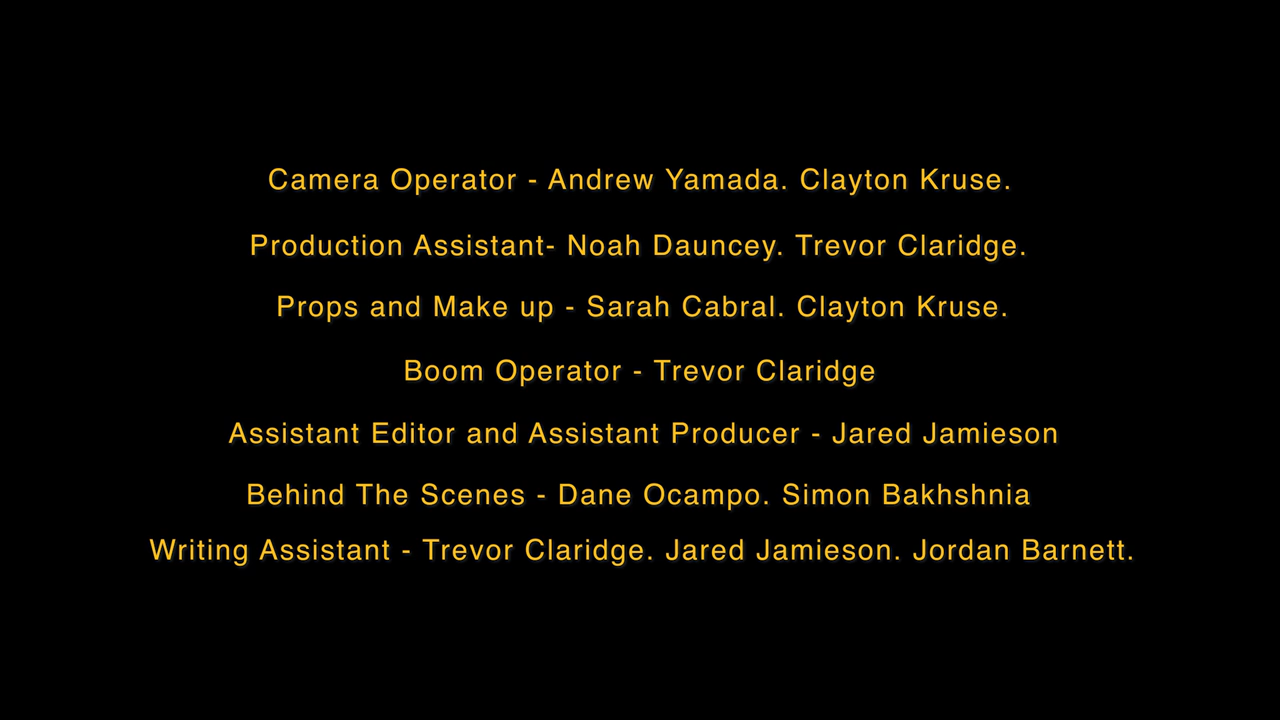 Camera Operator - Andrew Yamada. Clayton Kruse.
Production Assistant- Noah Dauncey. Trevor Claridge.
Props and Make up - Sarah Cabral. Clayton Kruse.
Boom Operator - Trevor Claridge
Assistant Editor and Assistant Producer - Jared Jamieson
Behind The Scenes - Dane Ocampo. Simon Bakhshnia
Writing Assistant - Trevor Claridge. Jared Jamieson. Jordan Barnett.